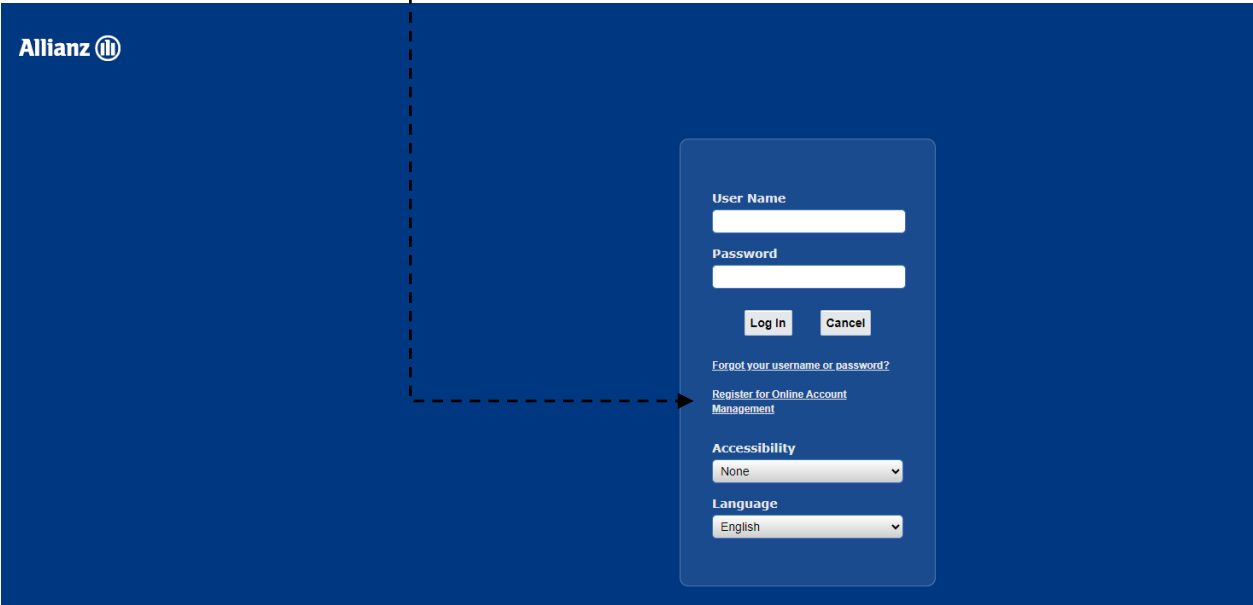 Allianz
User Name
Password
Log In Cancel
Forgot your username or password?
Register for Online Account
Management
Accessibility
None
Language
English